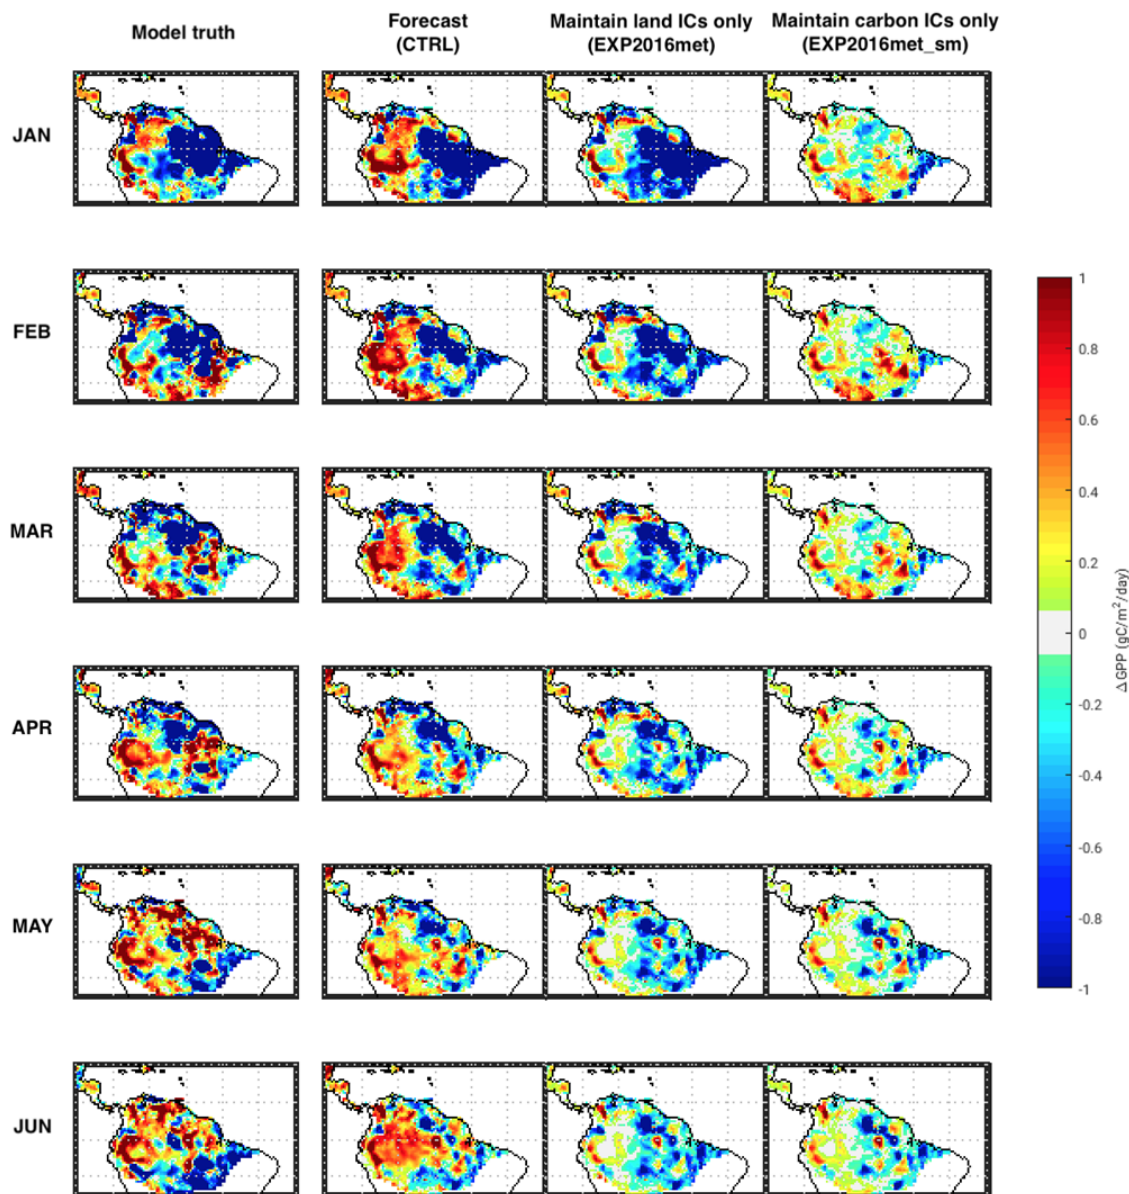 Model truth
Forecast
(CTRL)
Maintain land ICs only
(EXP2016met)
Maintain carbon ICs only
(EXP2016met_sm)
JAN
FEB
MAR
APR
MAY
JUN
1
0.8
0.6
0.4
0.2
0
-0.2
-0.4
-0.6
-0.8
-1
ΔGPP (gC/m²/day)